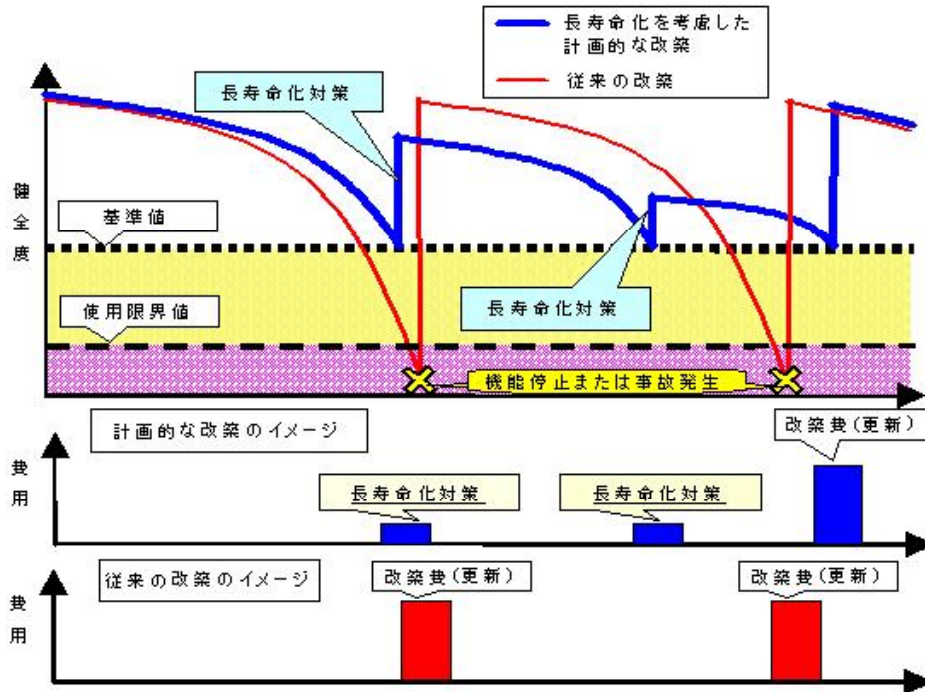 長寿命化を考慮した
計画的な改築
従来の改築
長寿命化対策
健全度
基準値
使用限界値
長寿命化対策
機能停止または事故発生
計画的な改築のイメージ
改築費(更新)
費用
長寿命化対策
長寿命化対策
従来の改築のイメージ
改築費(更新)
改築費(更新)
費用